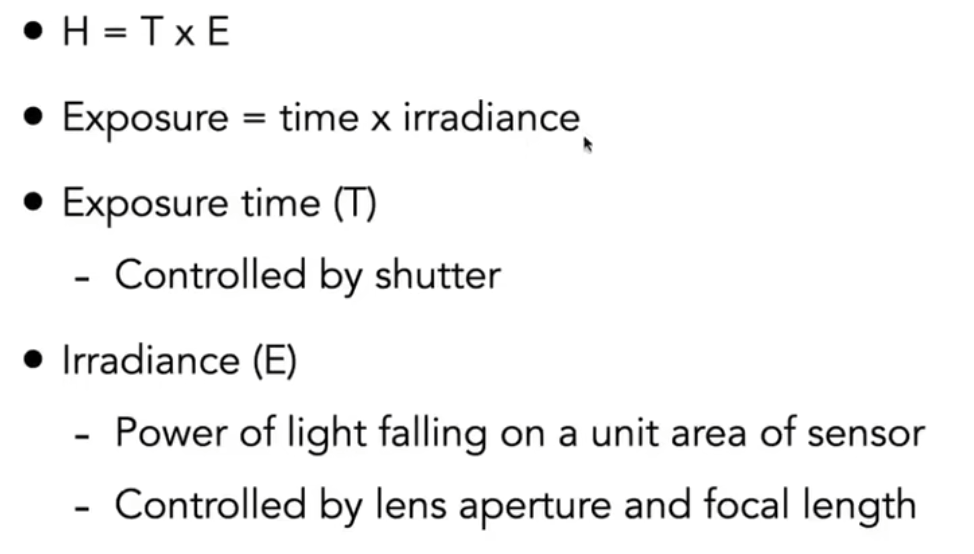 • H = T x E
• Exposure = time x irradiance
• Exposure time (T)
- Controlled by shutter
• Irradiance (E)
- Power of light falling on a unit area of sensor
- Controlled by lens aperture and focal length